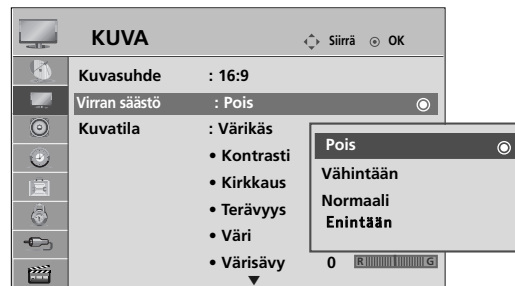 KUVA Siirrä OK
Kuvasuhde : 16:9
Virran säästö : Pois
Kuvatila : Värikäs
• Kontrasti
• Kirkkaus
• Terävyys
• Väri
• Värisävy 0 R G
Pois
Vähintään
Normaali
Enintään